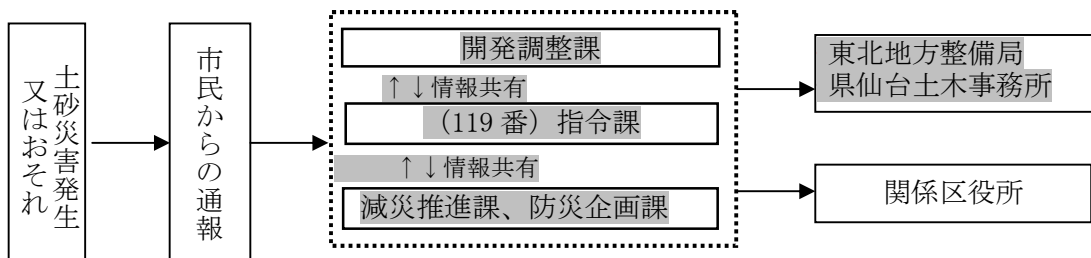 土砂災害発生
又はおそれ
市民からの通報
開発調整課
↑↓情報共有
（119 番）指令課
↑↓情報共有
減災推進課、防災企画課
東北地方整備局
県仙台土木事務所
関係区役所